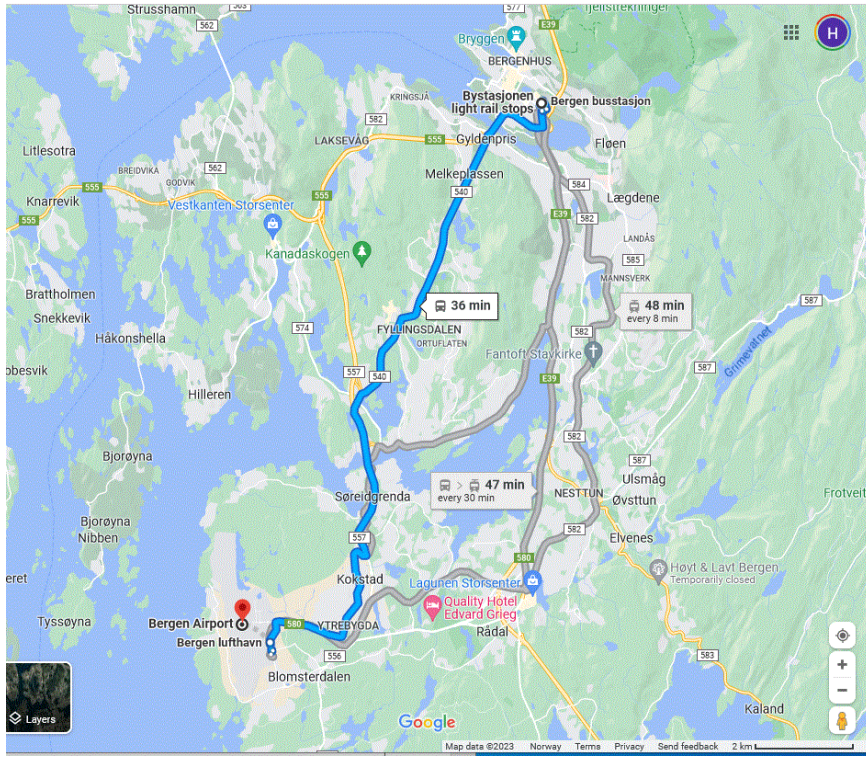 Strusshamn
562
563
577
E39
Fjellstrekninger
H
Bryggen
BERGENHUS
Bystasjonen
light rail stops
Bergen busstasjon
KRINGSJÅ
582
Gyldenpris
Fløen
LAKSEVÅG
555
Litlesotra
BREIDVIKA
562
GODVIK
Melkeplassen
584
555
540
Lægdene
Knarrevik
555
555
Vestkanten Storsenter
E39
582
Kanadaskogen
LANDÅS
585
MANNSVERK
Brattholmen
36 min
48 min
every 8 min
587
Snekkevik
Håkonshella
574
FYLLINGSDALEN
ORTUFLATEN
582
Fantoft Stavkirke
Grimevatnet
obesvik
557
540
E39
587
Hilleren
582
587
Bjorøyna
47 min
every 30 min
Ulsmåg
Søreidgrenda
NESTTUN
Øvsttun
Frotveit
Bjorøyna
Nibben
557
582
Elvenes
eret
580
Høyt & Lavt Bergen
Temporarily closed
Kokstad
Lagunen Storsenter
Quality Hotel
Edvard Grieg
Tyssøyna
Bergen Airport
580
YTREBYGDA
Rådal
Bergen lufthavn
556
583
Blomsterdalen
Kaland
Layers
Google
Map data ©2023 Norway Terms Privacy Send feedback 2 km